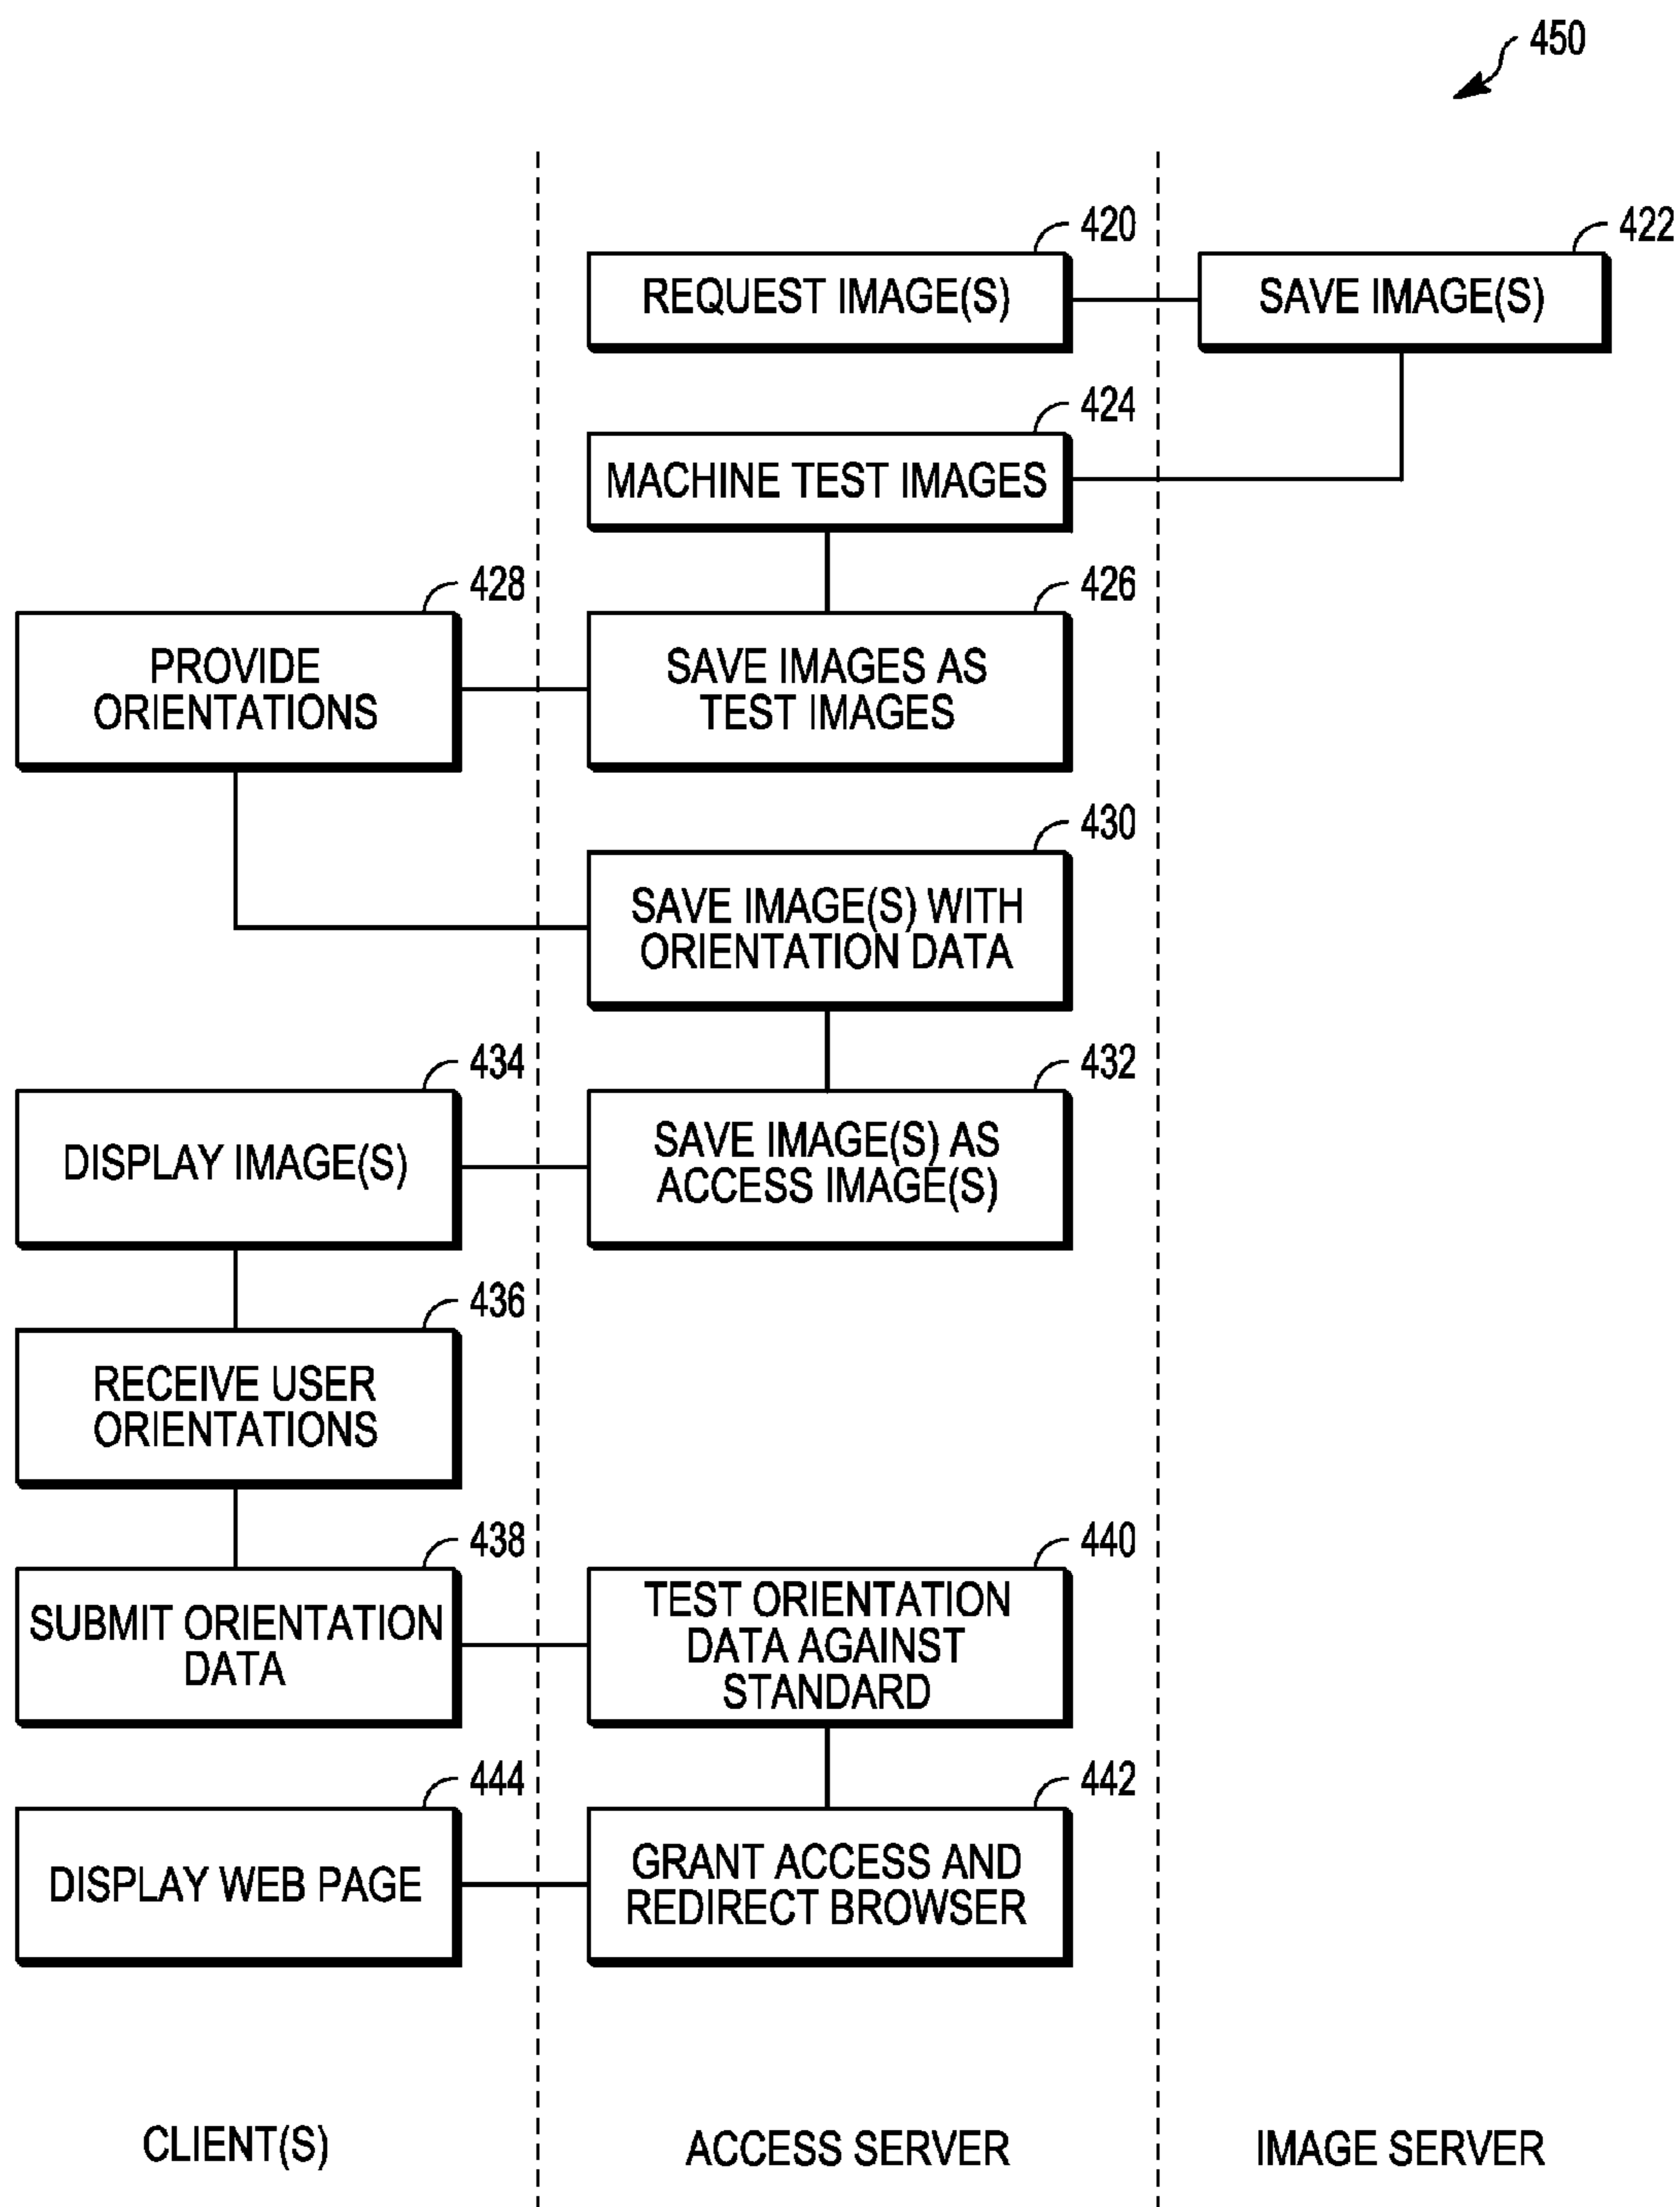 450
420
REQUEST IMAGE(S)
422
SAVE IMAGE(S)
424
MACHINE TEST IMAGES
428
PROVIDE
ORIENTATIONS
426
SAVE IMAGES AS
TEST IMAGES
430
SAVE IMAGE(S) WITH
ORIENTATION DATA
434
DISPLAY IMAGE(S)
432
SAVE IMAGE(S) AS
ACCESS IMAGE(S)
436
RECEIVE USER
ORIENTATIONS
438
SUBMIT ORIENTATION
DATA
440
TEST ORIENTATION
DATA AGAINST
STANDARD
444
DISPLAY WEB PAGE
442
GRANT ACCESS AND
REDIRECT BROWSER
CLIENT(S)
ACCESS SERVER
IMAGE SERVER